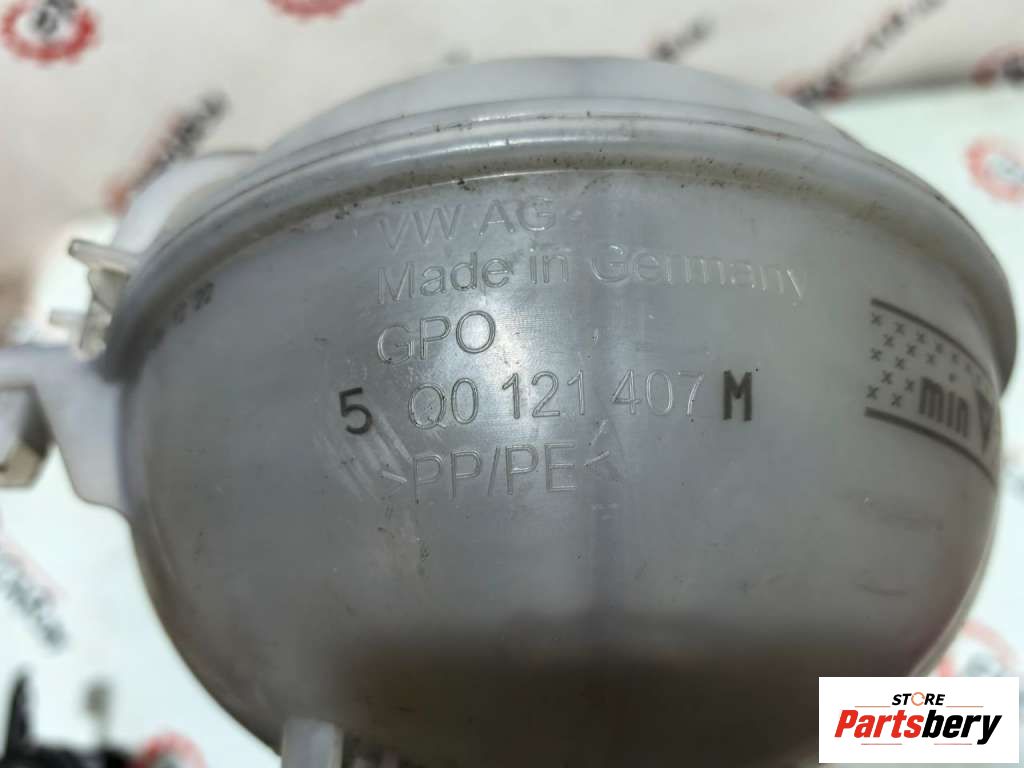 VW AG
Made in Germany
GPO
5 Q0 121 407 M
>PP/PE<
min
STORE
Partsbery